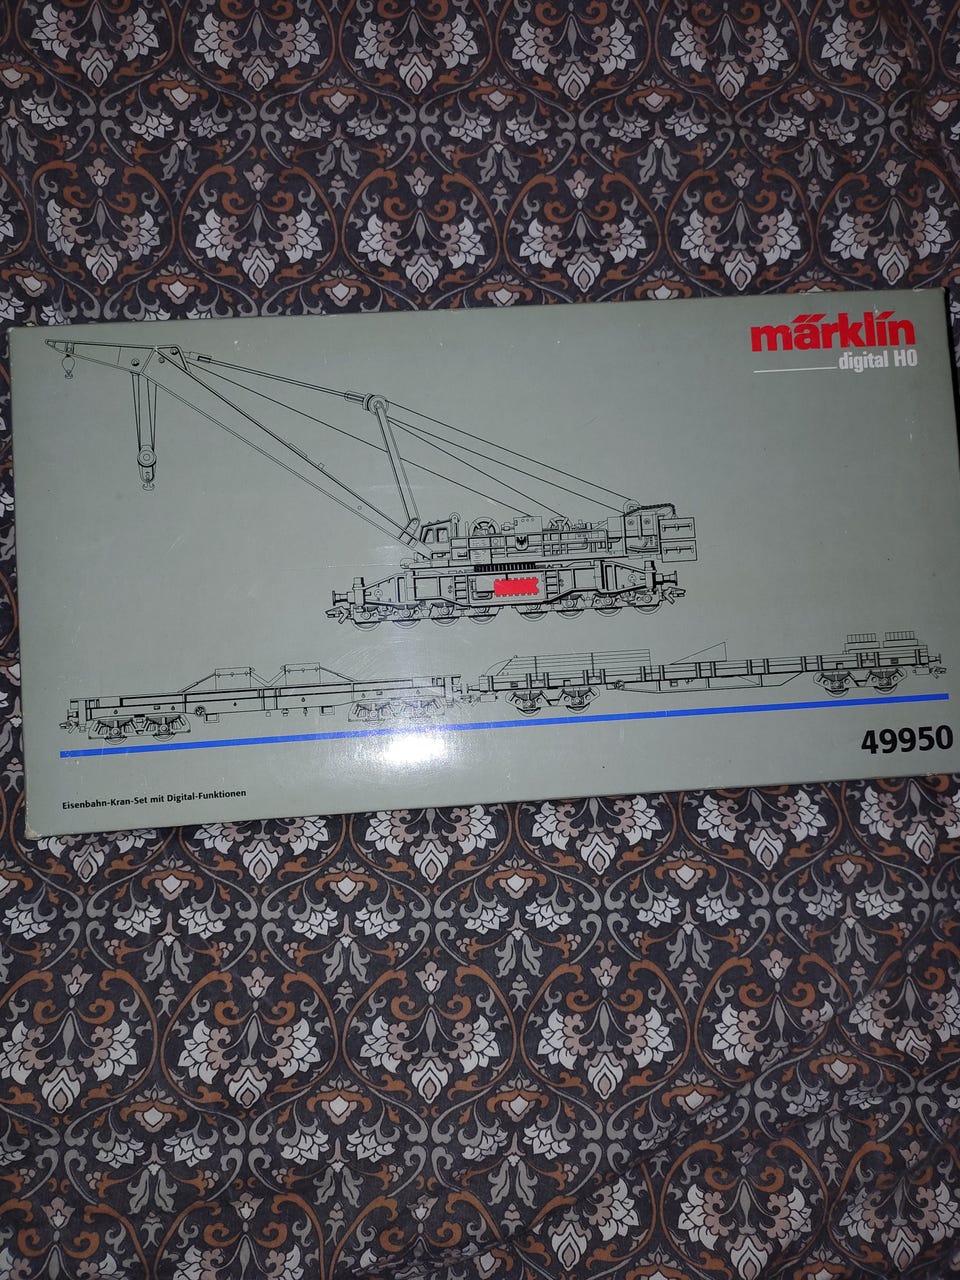 märklin
digital H0
49950
Eisenbahn-Kran-Set mit Digital-Funktionen